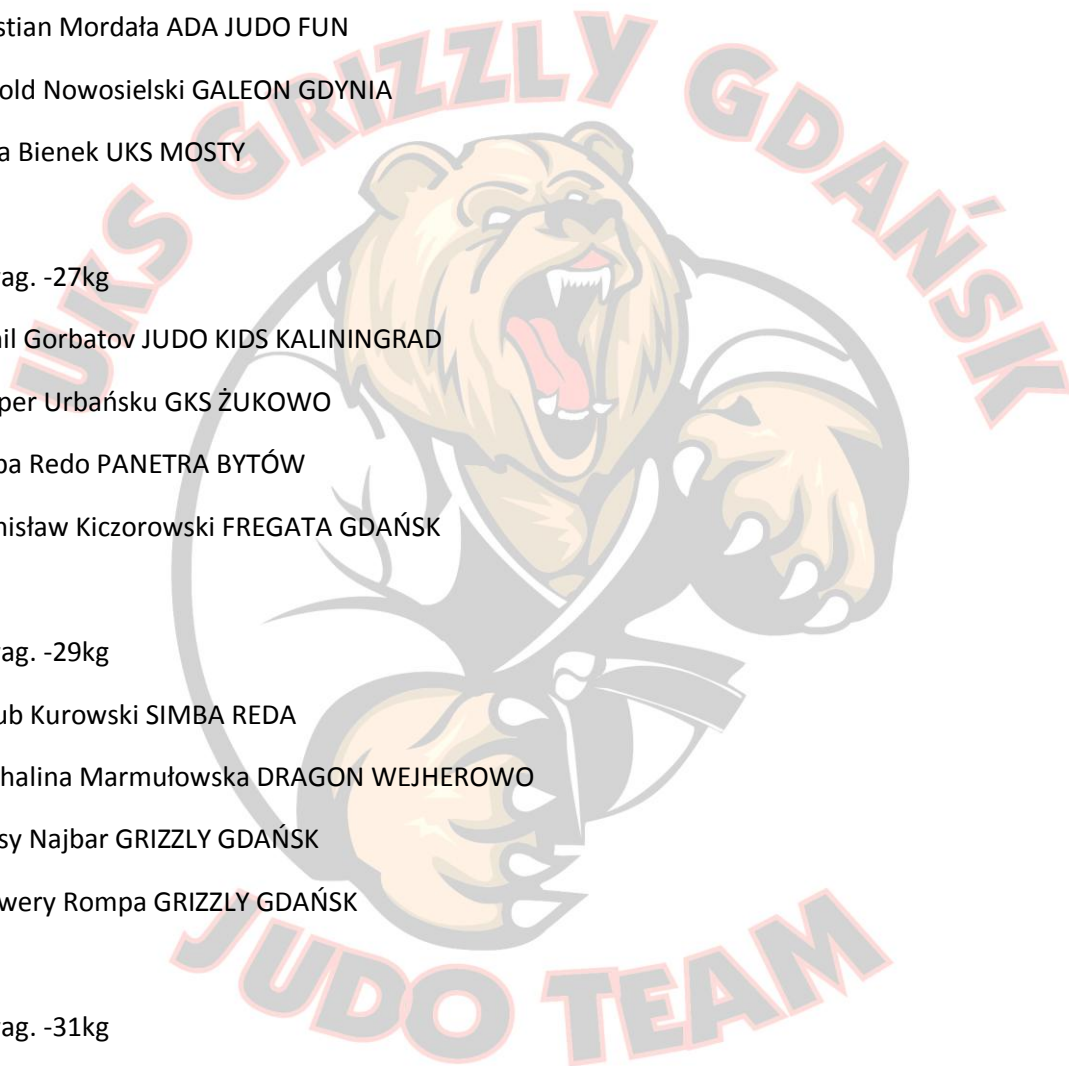 stian Mordała ADA JUDO FUN
old Nowosielski GALEON GDYNIA
a Bienek UKS MOSTY
ag. -27kg
il Gorbatov JUDO KIDS KALININGRAD
per Urbańsku GKS ŻUKOWO
ba Redo PANETRA BYTÓW
nisław Kiczorowski FREGATA GDAŃSK
ag. -29kg
ub Kurowski SIMBA REDA
halina Marmułowska DRAGON WEJHEROWO
sy Najbar GRIZZLY GDAŃSK
wery Rompa GRIZZLY GDAŃSK
ag. -31kg
UKS GRIZZLY GDAŃSK
JUDO TEAM